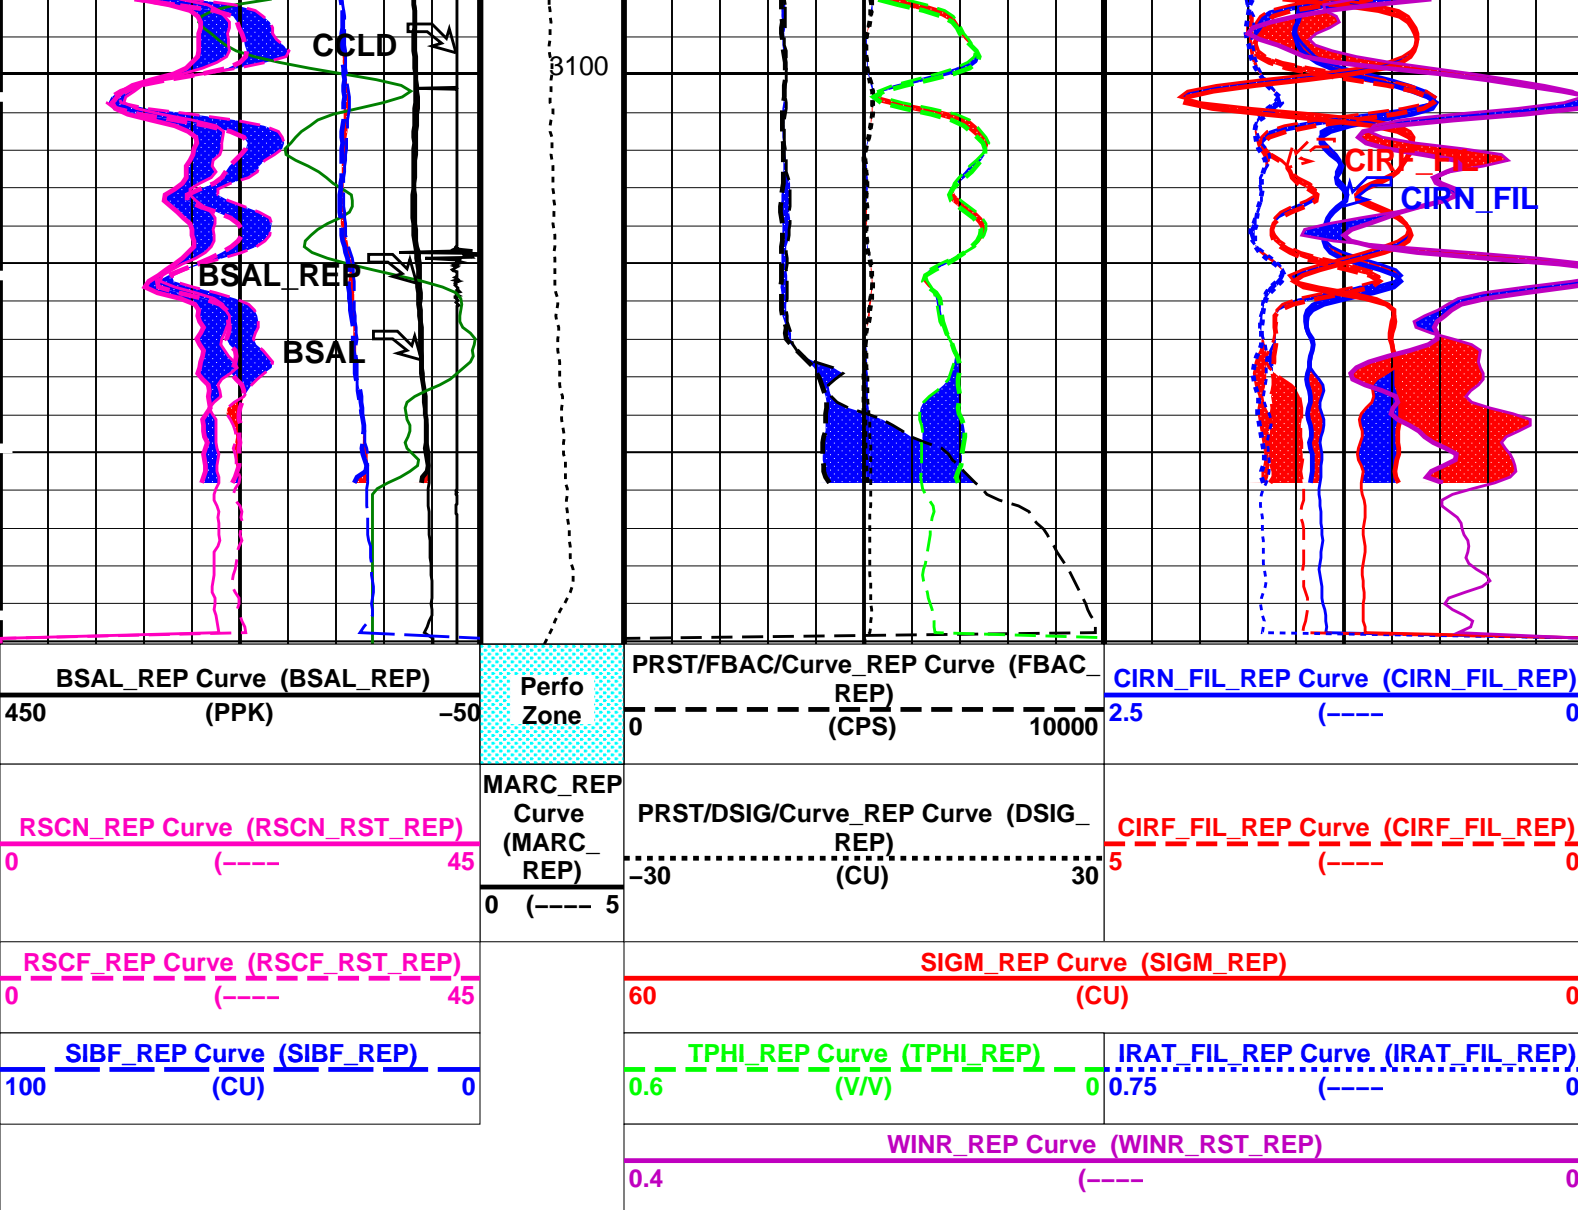 CCLD
3100
CIRF_FIL
CIRN_FIL
BSAL_REP
BSAL
BSAL_REP Curve (BSAL_REP)
450 (PPK) −50
Perfo
Zone
PRST/FBAC/Curve_REP Curve (FBAC_
REP)
0 (CPS) 10000
CIRN_FIL_REP Curve (CIRN_FIL_REP)
2.5 (−−−− 0
RSCN_REP Curve (RSCN_RST_REP)
0 (−−−− 45
MARC_REP
Curve
(MARC_
REP)
0 (−−−− 5
PRST/DSIG/Curve_REP Curve (DSIG_
REP)
−30 (CU) 30
CIRF_FIL_REP Curve (CIRF_FIL_REP)
5 (−−−− 0
RSCF_REP Curve (RSCF_RST_REP)
0 (−−−− 45
SIGM_REP Curve (SIGM_REP)
60 (CU) 0
SIBF_REP Curve (SIBF_REP)
100 (CU) 0
TPHI_REP Curve (TPHI_REP)
0.6 (V/V) 0
IRAT_FIL_REP Curve (IRAT_FIL_REP)
0.75 (−−−− 0
WINR_REP Curve (WINR_RST_REP)
0.4 (−−−− 0